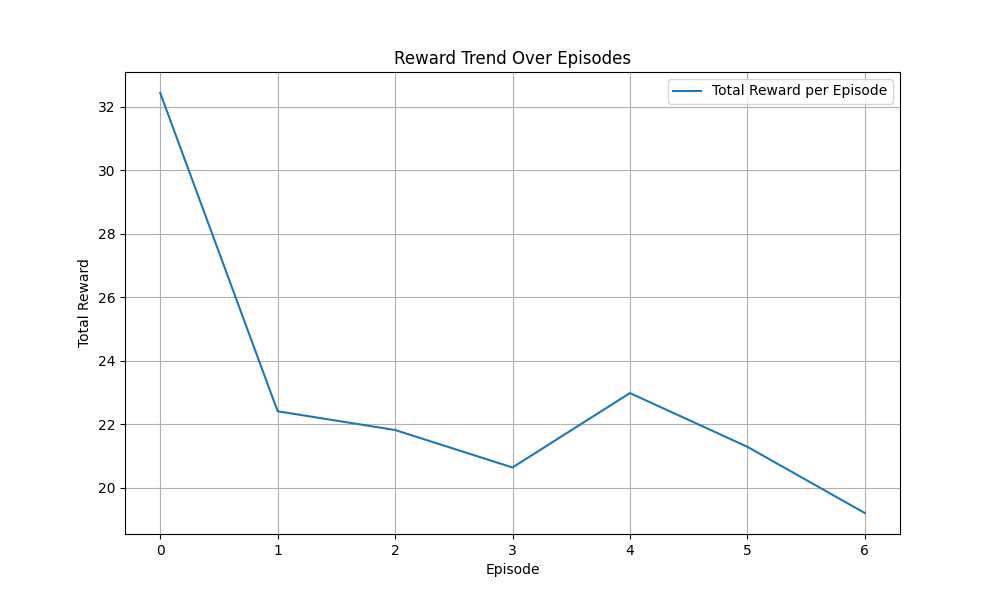 Reward Trend Over Episodes
Total Reward per Episode
Total Reward
32
30
28
26
24
22
20
0 1 2 3 4 5 6
Episode